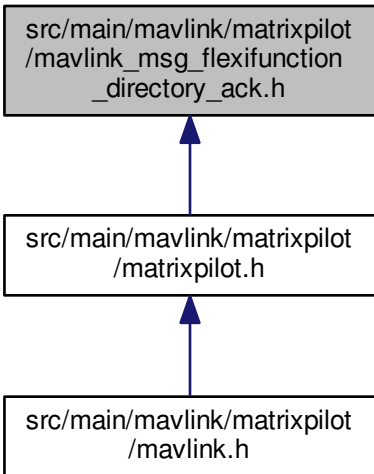 src/main/mavlink/matrixpilot
/mavlink_msg_flexifunction
_directory_ack.h
src/main/mavlink/matrixpilot
/matrixpilot.h
src/main/mavlink/matrixpilot
/mavlink.h